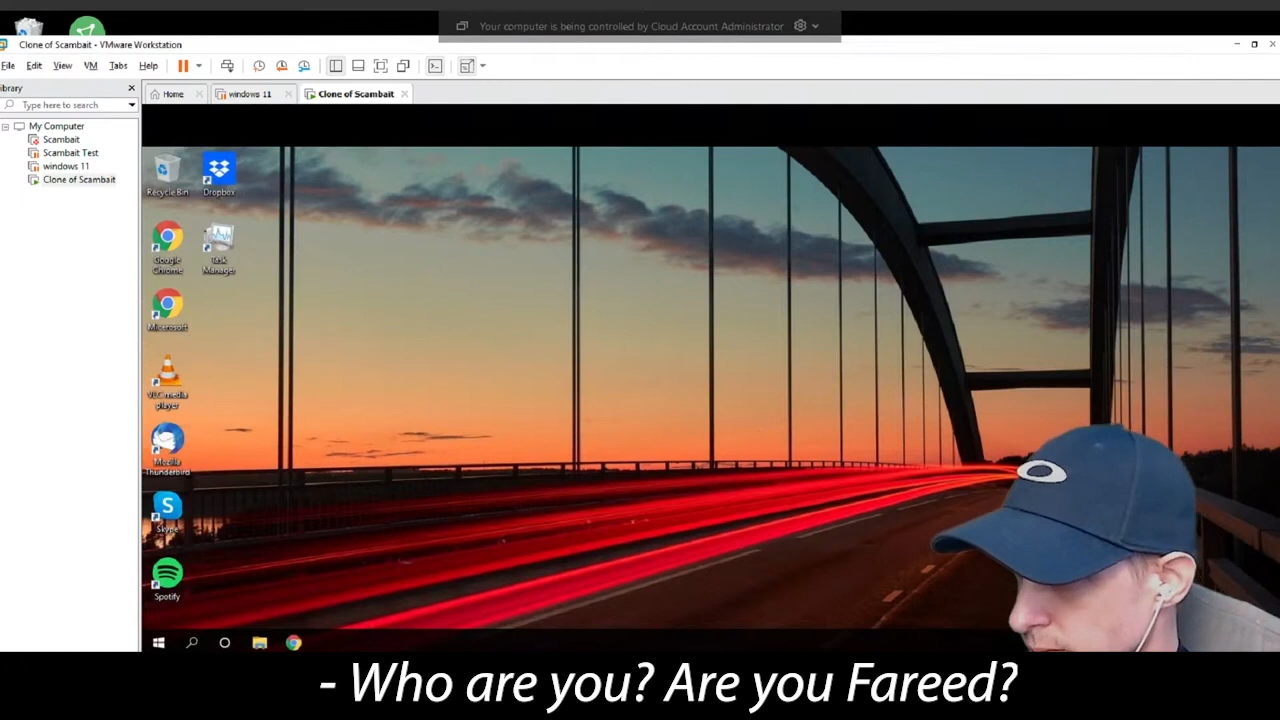 Your computer is being controlled by Cloud Account Administrator
Clone of Scambait - VMware Workstation
File Edit View VM Tabs Help
Library
Type here to search
Home
windows 11
Clone of Scambait
My Computer
Scambait
Scambait Test
windows 11
Clone of Scambait
Recycle Bin
Dropbox
Google Chrome
Task Manager
Micerosoft
VLC media player
Mozilla Thunderbird
Skype
Spotify
- Who are you? Are you Fareed?